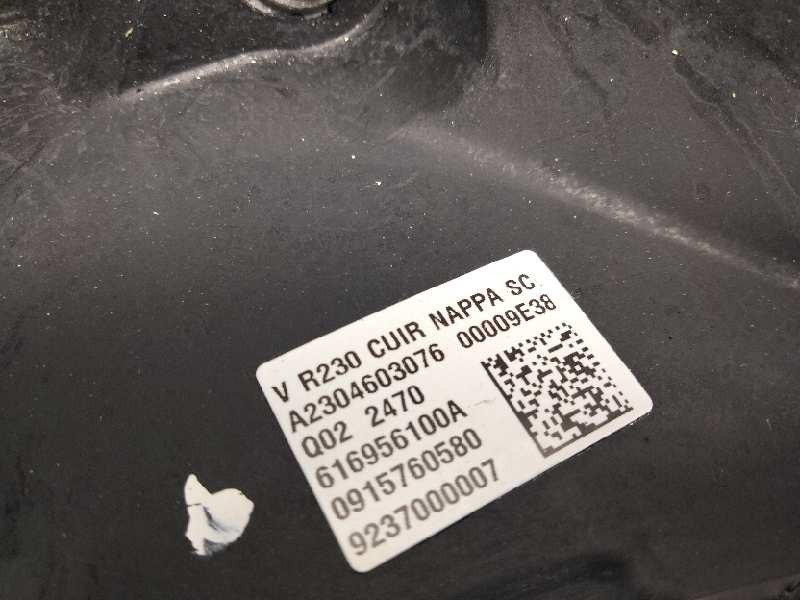 V R230 CUIR NAPPA SC
A2304603076 00009E38
Q02 2470
616956100A
0915760580
9237000007